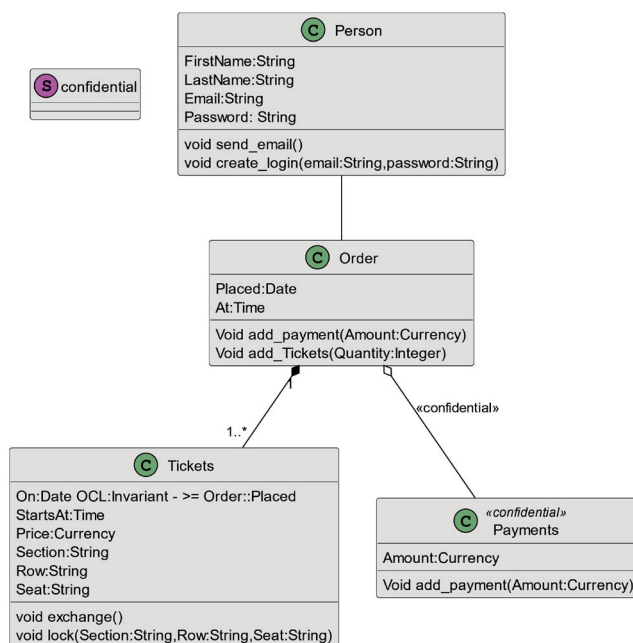 C Person
FirstName:String
LastName:String
Email:String
Password: String
void send_email()
void create_login(email:String,password:String)
S confidential
C Order
Placed:Date
At:Time
Void add_payment(Amount:Currency)
Void add_Tickets(Quantity:Integer)
1
1..*
«confidential»
C Tickets
On:Date OCL:Invariant - >= Order::Placed
StartsAt:Time
Price:Currency
Section:String
Row:String
Seat:String
void exchange()
void lock(Section:String,Row:String,Seat:String)
C «confidential»
Payments
Amount:Currency
Void add_payment(Amount:Currency)